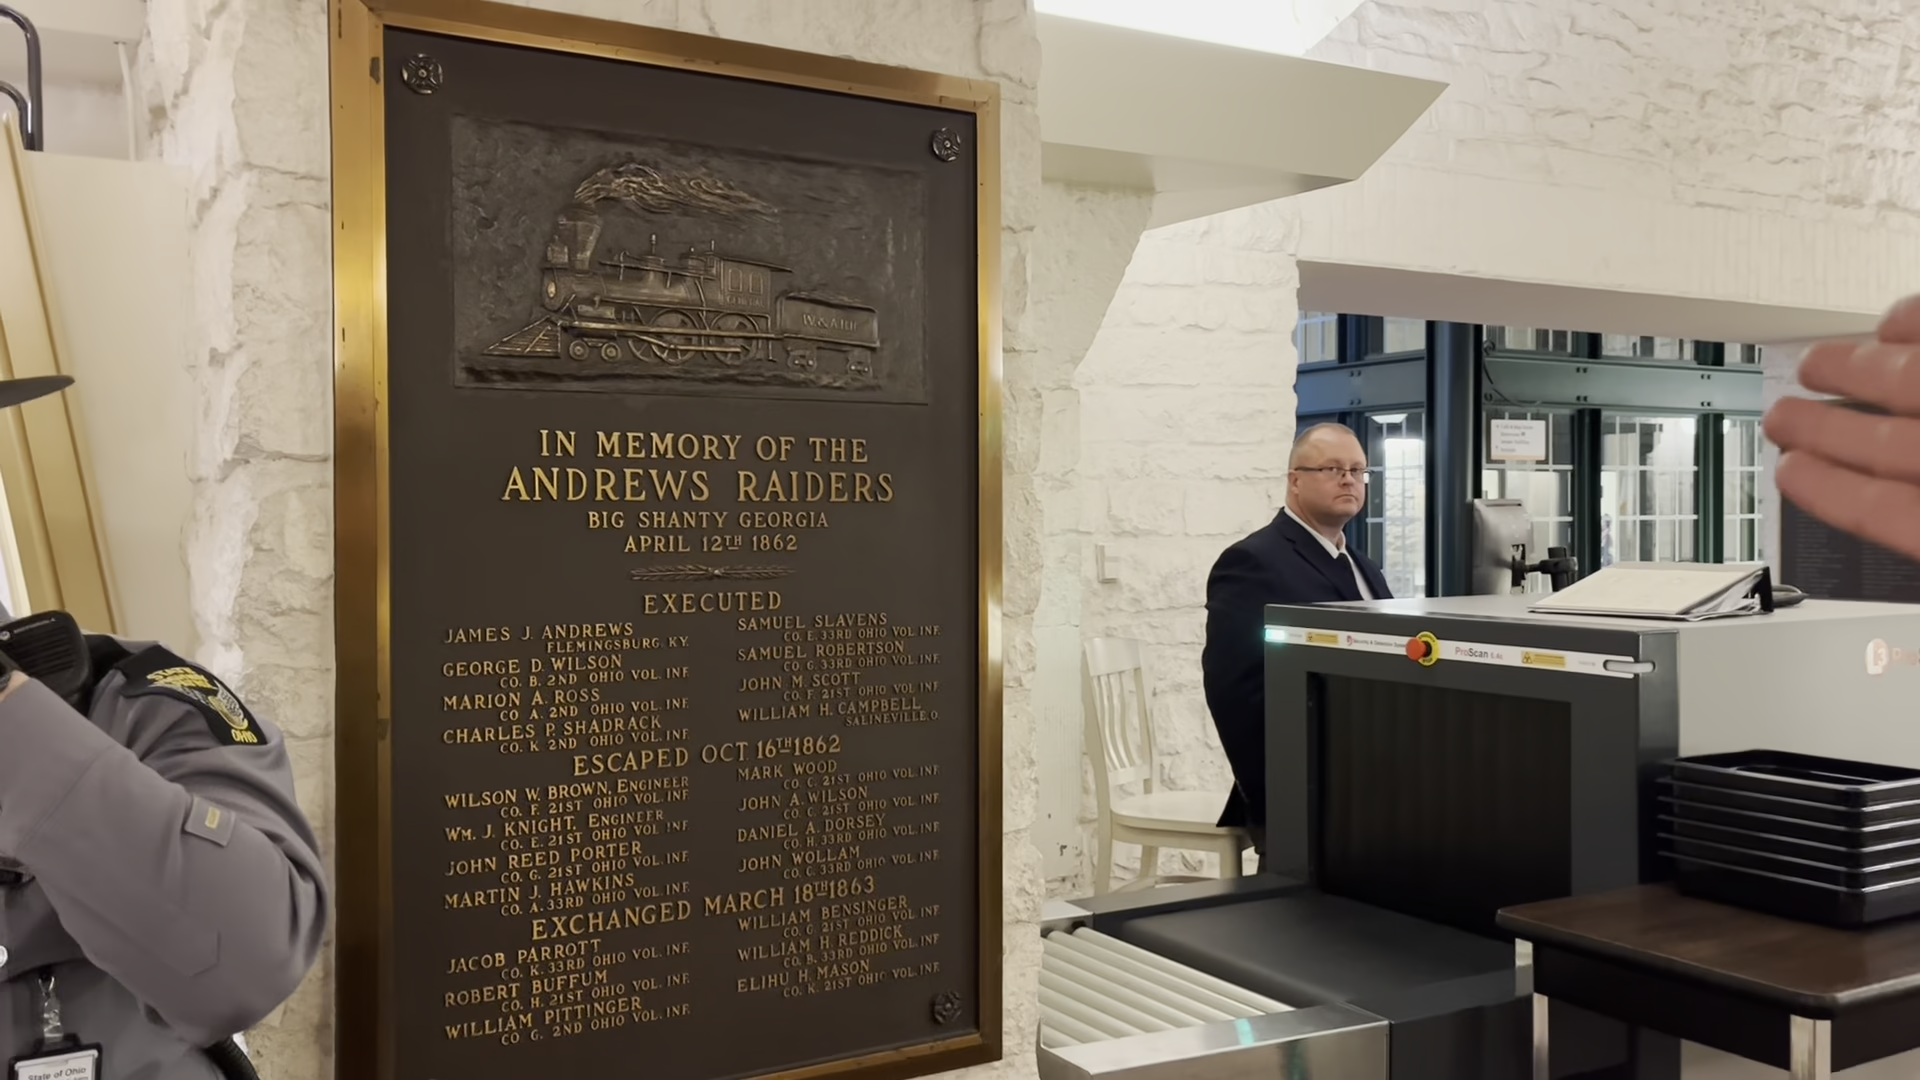 W.&A.R.R.
IN MEMORY OF THE
ANDREWS RAIDERS
BIG SHANTY GEORGIA
APRIL 12TH 1862
EXECUTED
JAMES J. ANDREWS
FLEMINGSBURG, KY.
GEORGE D. WILSON
CO. B. 2ND OHIO VOL. INF.
MARION A. ROSS
CO. A. 2ND OHIO VOL. INF.
CHARLES P. SHADRACK
CO. K. 2ND OHIO VOL. INF.
SAMUEL SLAVENS
CO. E. 33RD OHIO VOL. INF.
SAMUEL ROBERTSON
CO. G. 33RD OHIO VOL. INF.
JOHN M. SCOTT
CO. F. 21ST OHIO VOL. INF.
WILLIAM H. CAMPBELL
SALINEVILLE, O.
ESCAPED OCT. 16TH 1862
WILSON W. BROWN, ENGINEER
CO. F. 21ST OHIO VOL. INF.
WM. J. KNIGHT, ENGINEER
CO. E. 21ST OHIO VOL. INF.
JOHN REED PORTER
CO. G. 21ST OHIO VOL. INF.
MARTIN J. HAWKINS
CO. A. 33RD OHIO VOL. INF.
MARK WOOD
CO. C. 21ST OHIO VOL. INF.
JOHN A. WILSON
CO. C. 21ST OHIO VOL. INF.
DANIEL A. DORSEY
CO. H. 33RD OHIO VOL. INF.
JOHN WOLLAM
CO. C. 33RD OHIO VOL. INF.
EXCHANGED MARCH 18TH 1863
JACOB PARROTT
CO. K. 33RD OHIO VOL. INF.
ROBERT BUFFUM
CO. H. 21ST OHIO VOL. INF.
WILLIAM PITTINGER
CO. G. 2ND OHIO VOL. INF.
WILLIAM BENSINGER
CO. G. 21ST OHIO VOL. INF.
WILLIAM H. REDDICK
CO. B. 33RD OHIO VOL. INF.
ELIHU H. MASON
CO. K. 21ST OHIO VOL. INF.
OHIO
State of Ohio
ProScan